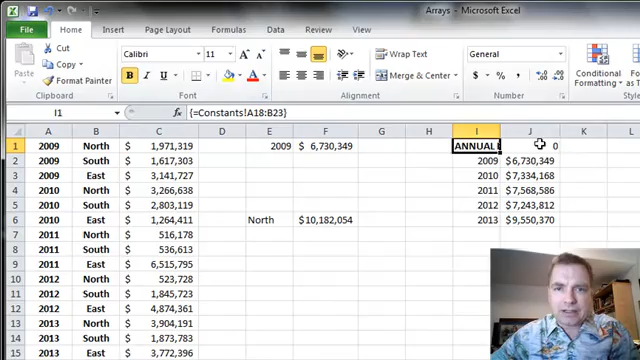 Arrays - Microsoft Excel
File Home Insert Page Layout Formulas Data Review View
Cut
Copy
Format Painter
Paste
Clipboard
Calibri 11
B I U
Font
Wrap Text
Merge & Center
Alignment
General
$ % ,
Number
Conditional Formatting
Format as Table
I1 fx {=Constants!A18:B23}
A B C D E F G H I J K L
1 2009 North $ 1,971,319 2009 $ 6,730,349 ANNUAL 0
2 2009 South $ 1,617,303 2009 $6,730,349
3 2009 East $ 3,141,727 2010 $7,334,168
4 2010 North $ 3,266,638 2011 $7,568,586
5 2010 South $ 2,803,119 2012 $7,243,812
6 2010 East $ 1,264,411 North $10,182,054 2013 $9,550,370
7 2011 North $ 516,178
8 2011 South $ 536,613
9 2011 East $ 6,515,795
10 2012 North $ 523,728
11 2012 South $ 1,845,723
12 2012 East $ 4,874,361
13 2013 North $ 3,904,191
14 2013 South $ 1,873,783
15 2013 East $ 3,772,396